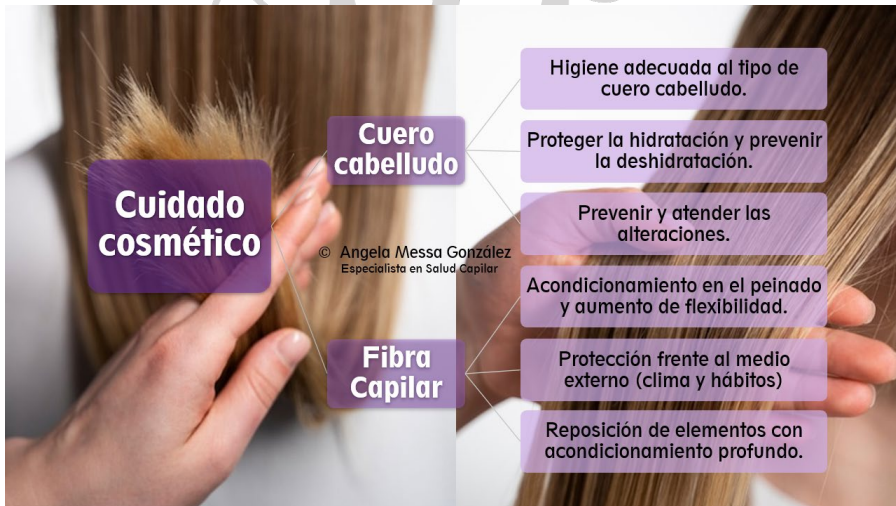 Cuidado
cosmético
Cuero
cabelludo
Higiene adecuada al tipo de
cuero cabelludo.
Proteger la hidratación y prevenir
la deshidratación.
Prevenir y atender las
alteraciones.
© Angela Messa González
Especialista en Salud Capilar
Fibra
Capilar
Acondicionamiento en el peinado
y aumento de flexibilidad.
Protección frente al medio
externo (clima y hábitos)
Reposición de elementos con
acondicionamiento profundo.